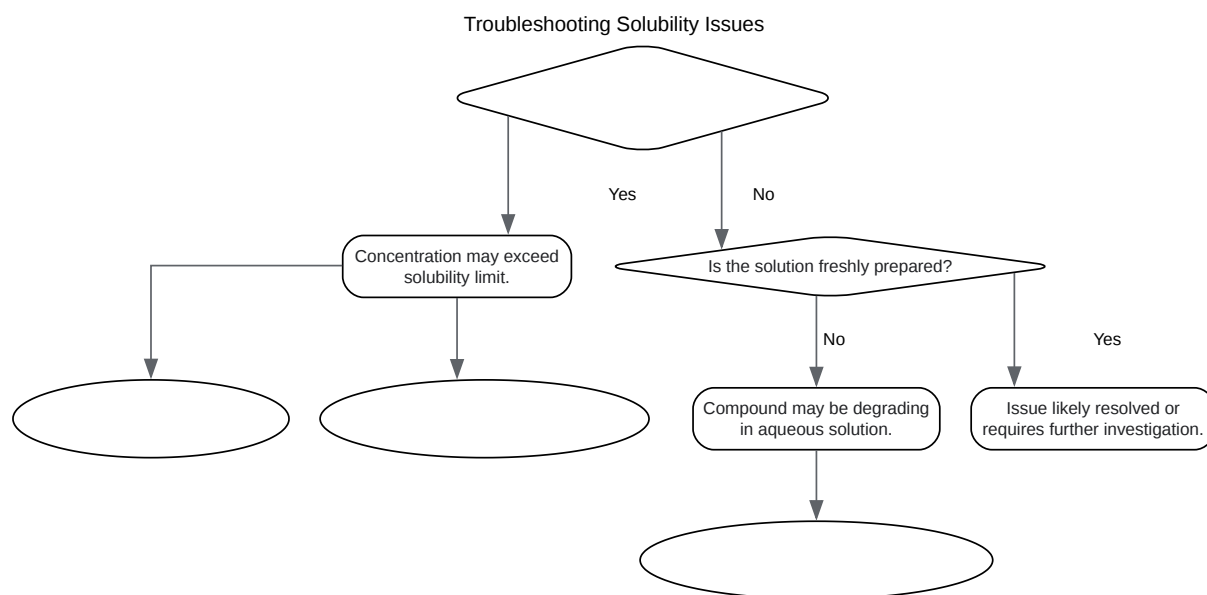 Troubleshooting Solubility Issues
Yes
No
Concentration may exceed
solubility limit.
Is the solution freshly prepared?
No
Yes
Compound may be degrading
in aqueous solution.
Issue likely resolved or
requires further investigation.